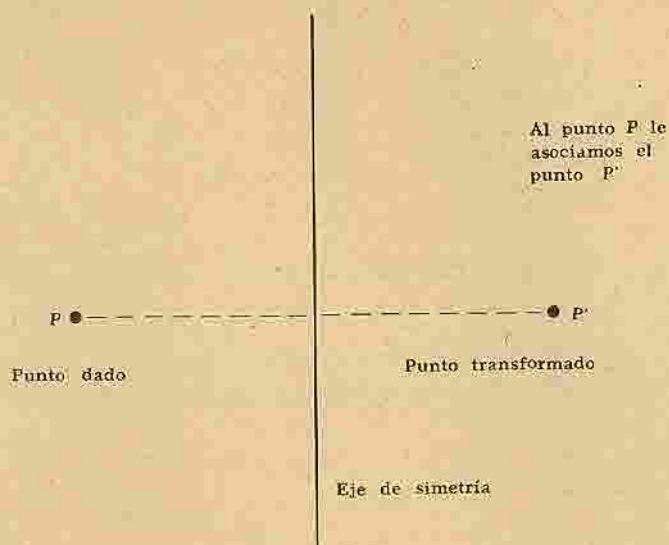 Al punto P le
asociamos el
punto P'
P
P'
Punto dado
Punto transformado
Eje de simetría